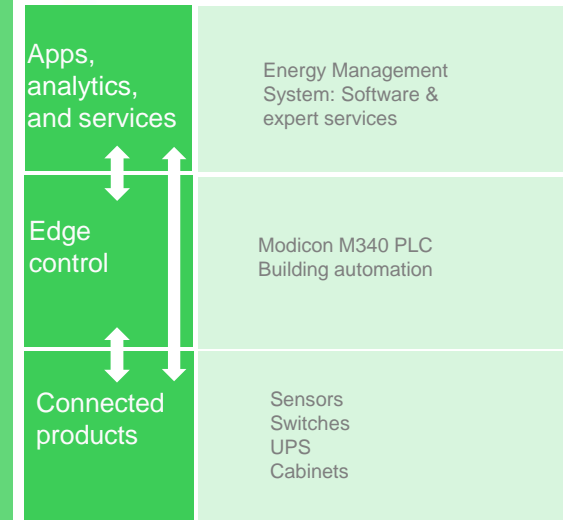 Apps,
analytics,
and services
Energy Management
System: Software &
expert services
Edge
control
Modicon M340 PLC
Building automation
Connected
products
Sensors
Switches
UPS
Cabinets